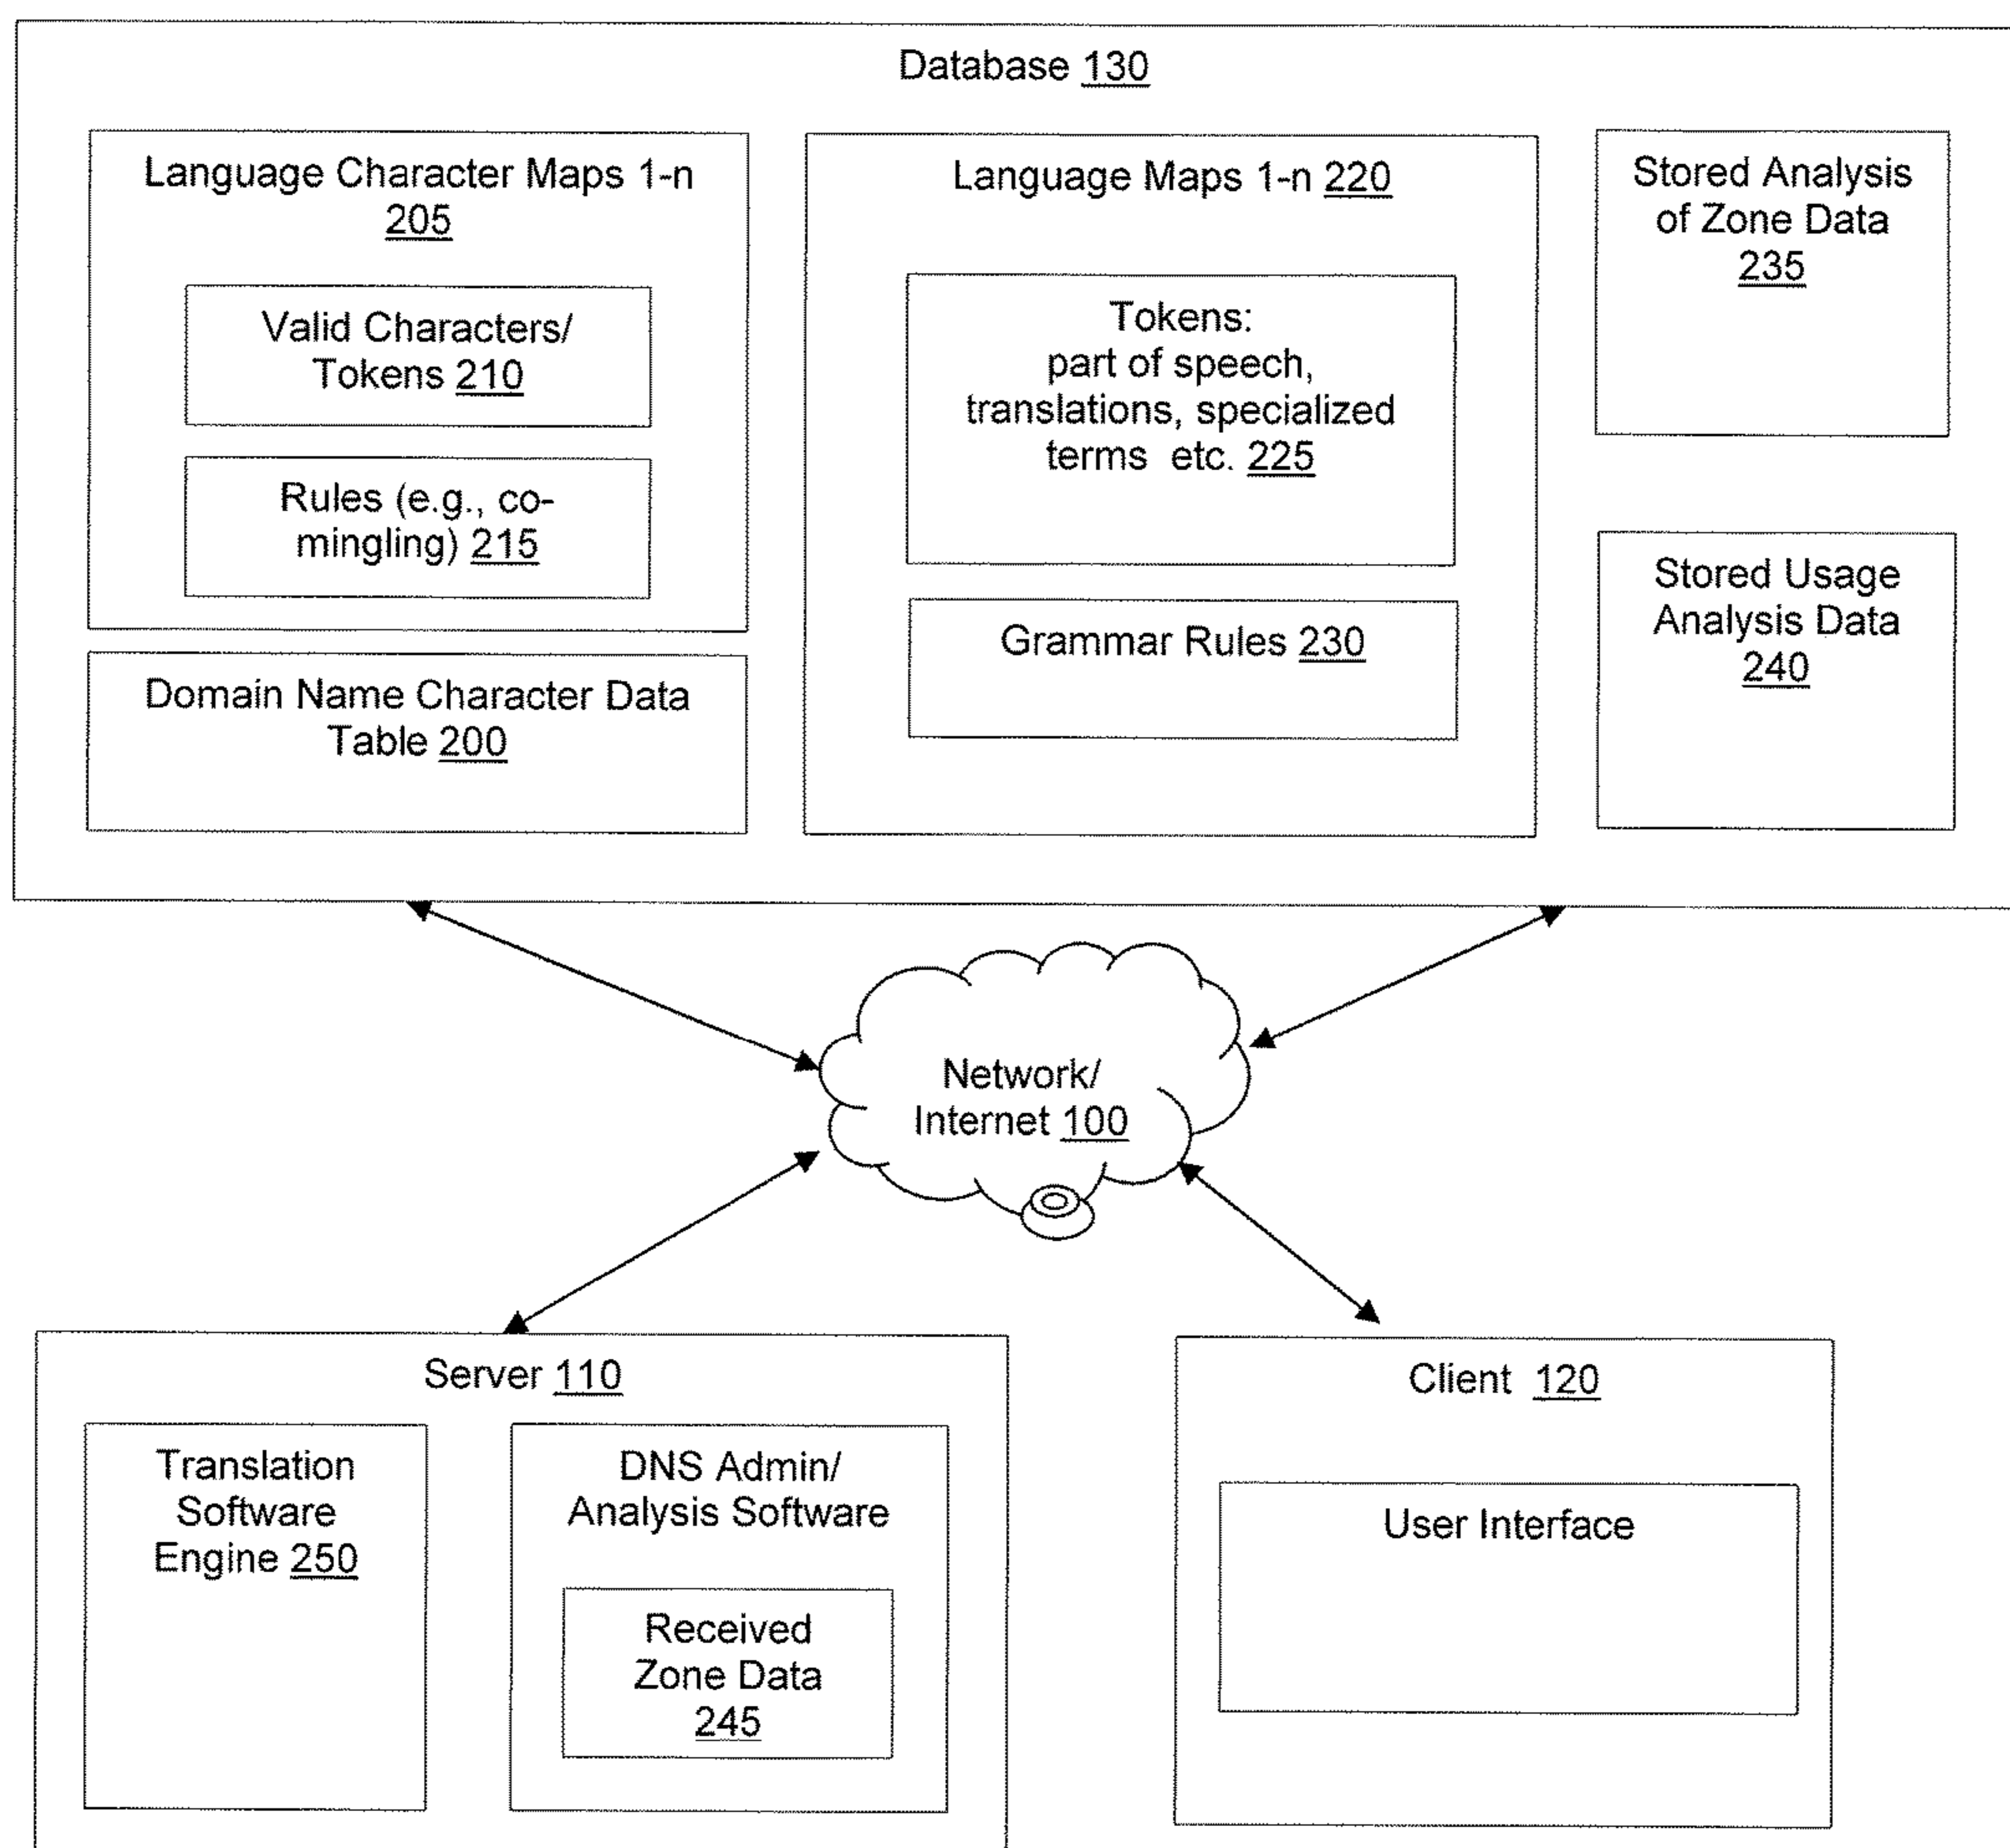 Database 130
Language Character Maps 1-n
205
Valid Characters/
Tokens 210
Rules (e.g., co-
mingling) 215
Domain Name Character Data
Table 200
Language Maps 1-n 220
Tokens:
part of speech,
translations, specialized
terms etc. 225
Grammar Rules 230
Stored Analysis
of Zone Data
235
Stored Usage
Analysis Data
240
Network/
Internet 100
Server 110
Translation
Software
Engine 250
DNS Admin/
Analysis Software
Received
Zone Data
245
Client 120
User Interface